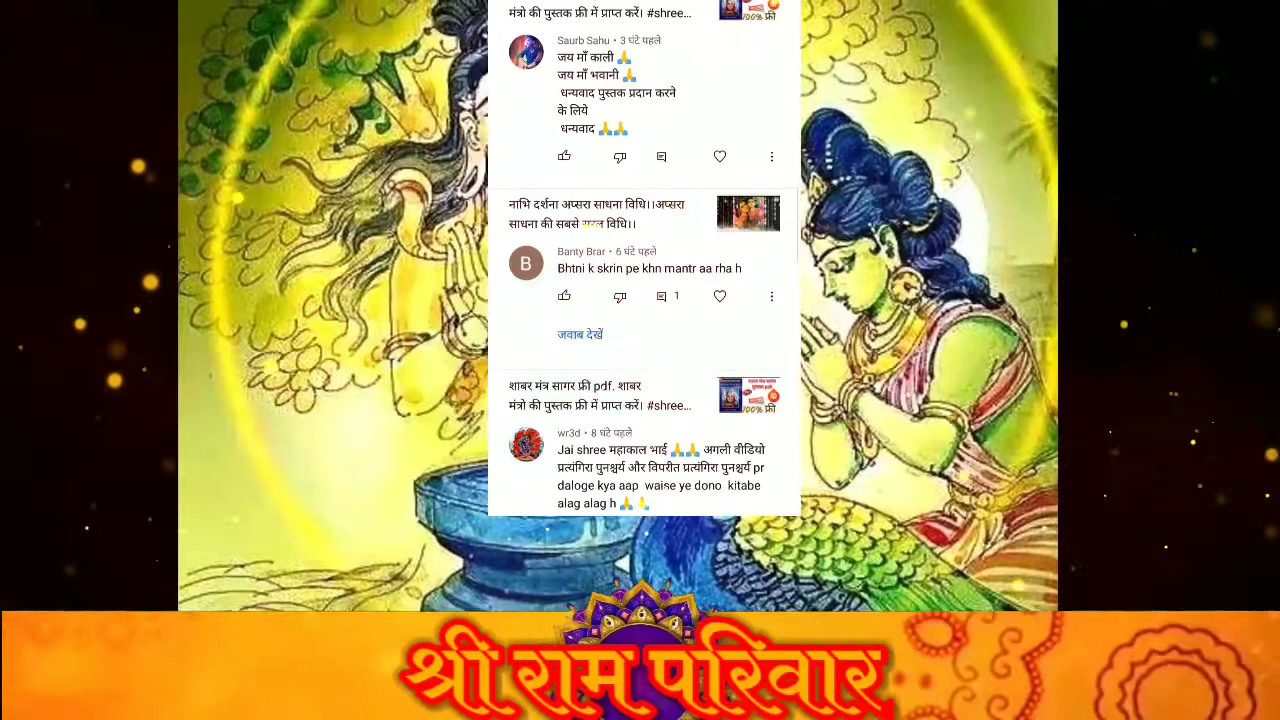 मंत्रो की पुस्तक फ्री में प्राप्त करें। #shree...
100% फ्री
Saurb Sahu • 3 घंटे पहले
जय माँ काली 🙏
जय माँ भवानी 🙏
धन्यवाद पुस्तक प्रदान करने
के लिये
धन्यवाद 🙏🙏
नाभि दर्शना अप्सरा साधना विधि।।अप्सरा
साधना की सबसे सरल विधि।।
B
Banty Brar • 6 घंटे पहले
Bhtni k skrin pe khn mantr aa rha h
1
जवाब देखें
शाबर मंत्र सागर फ्री pdf. शाबर
मंत्रो की पुस्तक फ्री में प्राप्त करें। #shree...
100% फ्री
wr3d • 8 घंटे पहले
Jai shree महाकाल भाई 🙏🙏 अगली वीडियो
प्रत्यंगिरा पुनश्चर्य और विपरीत प्रत्यंगिरा पुनश्चर्य pr
daloge kya aap waise ye dono kitabe
alag alag h 🙏🙏
श्री राम परिवार